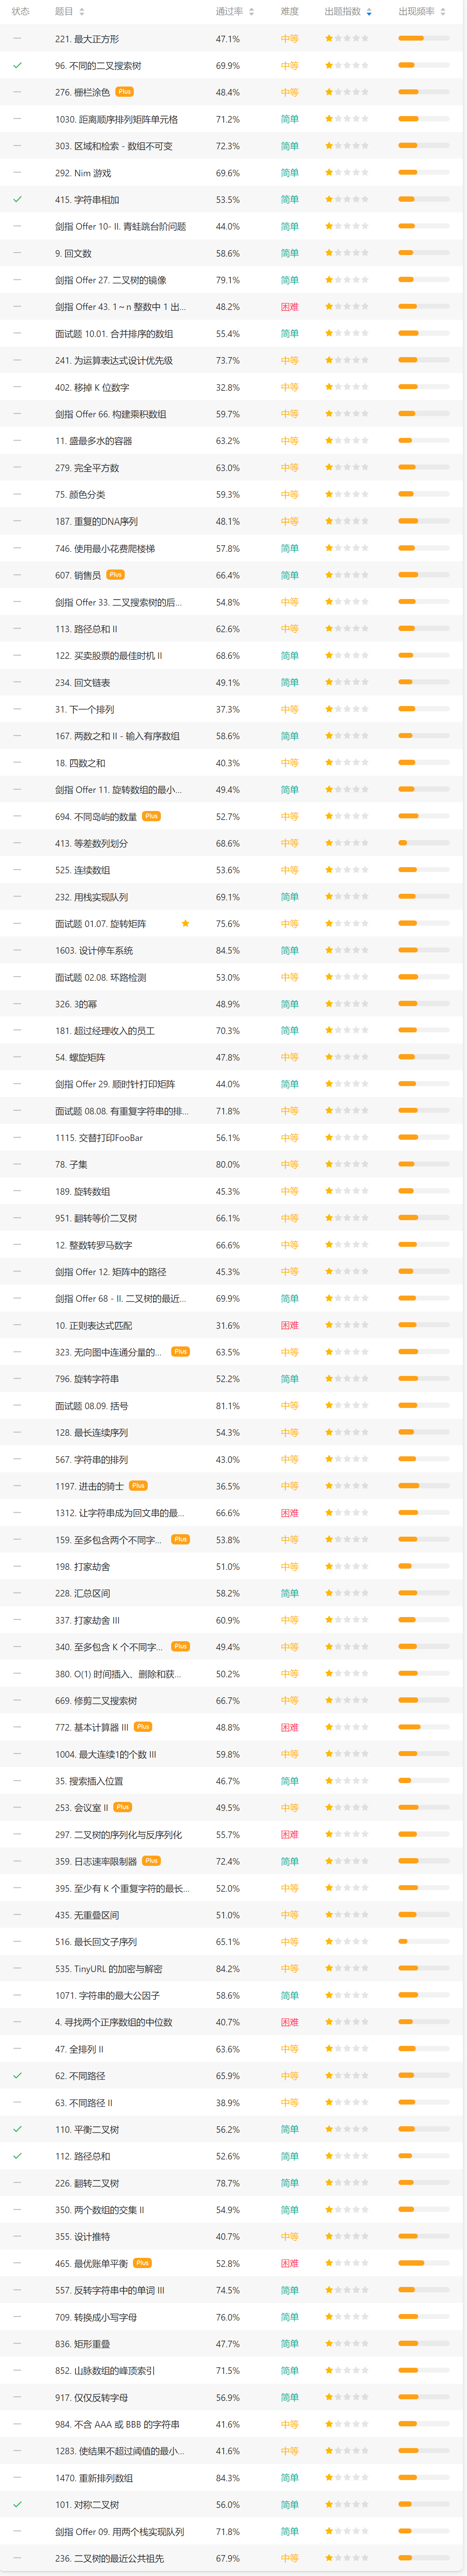 状态 题目 通过率 难度 出题指数 出现频率
221. 最大正方形 47.1% 中等
96. 不同的二叉搜索树 69.9% 中等
276. 栅栏涂色 Plus 48.4% 中等
1030. 距离顺序排列矩阵单元格 71.2% 简单
303. 区域和检索 - 数组不可变 72.3% 简单
292. Nim 游戏 69.6% 简单
415. 字符串相加 53.5% 简单
剑指 Offer 10- II. 青蛙跳台阶问题 44.0% 简单
9. 回文数 58.6% 简单
剑指 Offer 27. 二叉树的镜像 79.1% 简单
剑指 Offer 43. 1～n 整数中 1 出... 48.2% 困难
面试题 10.01. 合并排序的数组 55.4% 简单
241. 为运算表达式设计优先级 73.7% 中等
402. 移掉 K 位数字 32.8% 中等
剑指 Offer 66. 构建乘积数组 59.7% 中等
11. 盛最多水的容器 63.2% 中等
279. 完全平方数 63.0% 中等
75. 颜色分类 59.3% 中等
187. 重复的DNA序列 48.1% 中等
746. 使用最小花费爬楼梯 57.8% 简单
607. 销售员 Plus 66.4% 简单
剑指 Offer 33. 二叉搜索树的后... 54.8% 中等
113. 路径总和 II 62.6% 中等
122. 买卖股票的最佳时机 II 68.6% 简单
234. 回文链表 49.1% 简单
31. 下一个排列 37.3% 中等
167. 两数之和 II - 输入有序数组 58.6% 简单
18. 四数之和 40.3% 中等
剑指 Offer 11. 旋转数组的最小... 49.4% 简单
694. 不同岛屿的数量 Plus 52.7% 中等
413. 等差数列划分 68.6% 中等
525. 连续数组 53.6% 中等
232. 用栈实现队列 69.1% 简单
面试题 01.07. 旋转矩阵 75.6% 中等
1603. 设计停车系统 84.5% 简单
面试题 02.08. 环路检测 53.0% 中等
326. 3的幂 48.9% 简单
181. 超过经理收入的员工 70.3% 简单
54. 螺旋矩阵 47.8% 中等
剑指 Offer 29. 顺时针打印矩阵 44.0% 简单
面试题 08.08. 有重复字符串的排... 71.8% 中等
1115. 交替打印FooBar 56.1% 中等
78. 子集 80.0% 中等
189. 旋转数组 45.3% 中等
951. 翻转等价二叉树 66.1% 中等
12. 整数转罗马数字 66.6% 中等
剑指 Offer 12. 矩阵中的路径 45.3% 中等
剑指 Offer 68 - II. 二叉树的最近... 69.9% 简单
10. 正则表达式匹配 31.6% 困难
323. 无向图中连通分量的... Plus 63.5% 中等
796. 旋转字符串 52.2% 简单
面试题 08.09. 括号 81.1% 中等
128. 最长连续序列 54.3% 中等
567. 字符串的排列 43.0% 中等
1197. 进击的骑士 Plus 36.5% 中等
1312. 让字符串成为回文串的最... 66.6% 困难
159. 至多包含两个不同字... Plus 53.8% 中等
198. 打家劫舍 51.0% 中等
228. 汇总区间 58.2% 简单
337. 打家劫舍 III 60.9% 中等
340. 至多包含 K 个不同字... Plus 49.4% 中等
380. O(1) 时间插入、删除和获... 50.2% 中等
669. 修剪二叉搜索树 66.7% 中等
772. 基本计算器 III Plus 48.8% 困难
1004. 最大连续1的个数 III 59.8% 中等
35. 搜索插入位置 46.7% 简单
253. 会议室 II Plus 49.5% 中等
297. 二叉树的序列化与反序列化 55.7% 困难
359. 日志速率限制器 Plus 72.4% 简单
395. 至少有 K 个重复字符的最长... 52.0% 中等
435. 无重叠区间 51.0% 中等
516. 最长回文子序列 65.1% 中等
535. TinyURL 的加密与解密 84.2% 中等
1071. 字符串的最大公因子 58.6% 简单
4. 寻找两个正序数组的中位数 40.7% 困难
47. 全排列 II 63.6% 中等
62. 不同路径 65.9% 中等
63. 不同路径 II 38.9% 中等
110. 平衡二叉树 56.2% 简单
112. 路径总和 52.6% 简单
226. 翻转二叉树 78.7% 简单
350. 两个数组的交集 II 54.9% 简单
355. 设计推特 40.7% 中等
465. 最优账单平衡 Plus 52.8% 困难
557. 反转字符串中的单词 III 74.5% 简单
709. 转换成小写字母 76.0% 简单
836. 矩形重叠 47.7% 简单
852. 山脉数组的峰顶索引 71.5% 简单
917. 仅仅反转字母 56.9% 简单
984. 不含 AAA 或 BBB 的字符串 41.6% 中等
1283. 使结果不超过阈值的最小... 41.6% 中等
1470. 重新排列数组 84.3% 简单
101. 对称二叉树 56.0% 简单
剑指 Offer 09. 用两个栈实现队列 71.8% 简单
236. 二叉树的最近公共祖先 67.9% 中等